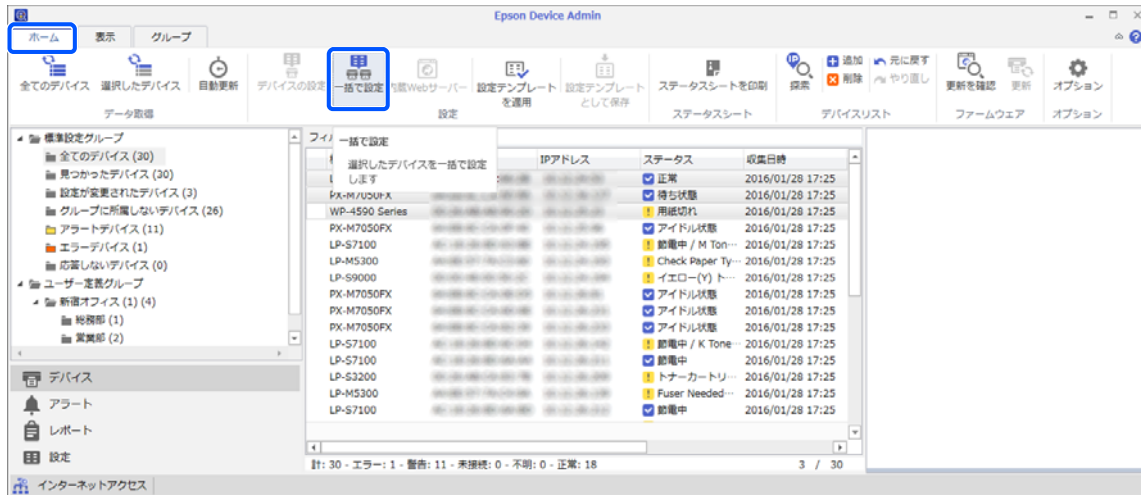 Epson Device Admin
ホーム 表示 グループ
全てのデバイス 選択したデバイス 自動更新 デバイスの設定 一括で設定 内蔵Webサーバー 設定テンプレートを適用 設定テンプレートとして保存 ステータスシートを印刷 探索 追加 元に戻す 削除 やり直し 更新を確認 更新 オプション
データ取得 設定 ステータスシート デバイスリスト ファームウェア オプション
標準設定グループ
全てのデバイス (30)
見つかったデバイス (30)
設定が変更されたデバイス (3)
グループに所属しないデバイス (26)
アラートデバイス (11)
エラーデバイス (1)
応答しないデバイス (0)
ユーザー定義グループ
新宿オフィス (1) (4)
総務部 (1)
営業部 (2)
デバイス
アラート
レポート
設定
一括で設定
選択したデバイスを一括で設定
します
IPアドレス ステータス 収集日時
正常 2016/01/28 17:25
PX-M7050FX 待ち状態 2016/01/28 17:25
WP-4590 Series 用紙切れ 2016/01/28 17:25
PX-M7050FX アイドル状態 2016/01/28 17:25
LP-S7100 節電中 / M Ton… 2016/01/28 17:25
LP-M5300 Check Paper Ty… 2016/01/28 17:25
LP-S9000 イエロー(Y) ト… 2016/01/28 17:25
PX-M7050FX アイドル状態 2016/01/28 17:25
PX-M7050FX アイドル状態 2016/01/28 17:25
PX-M7050FX アイドル状態 2016/01/28 17:25
LP-S7100 節電中 / K Tone… 2016/01/28 17:25
LP-S7100 節電中 2016/01/28 17:25
LP-S3200 トナーカートリ… 2016/01/28 17:25
LP-M5300 Fuser Needed… 2016/01/28 17:25
LP-S7100 節電中 2016/01/28 17:25
計: 30 - エラー: 1 - 警告: 11 - 未接続: 0 - 不明: 0 - 正常: 18 3 / 30
インターネットアクセス